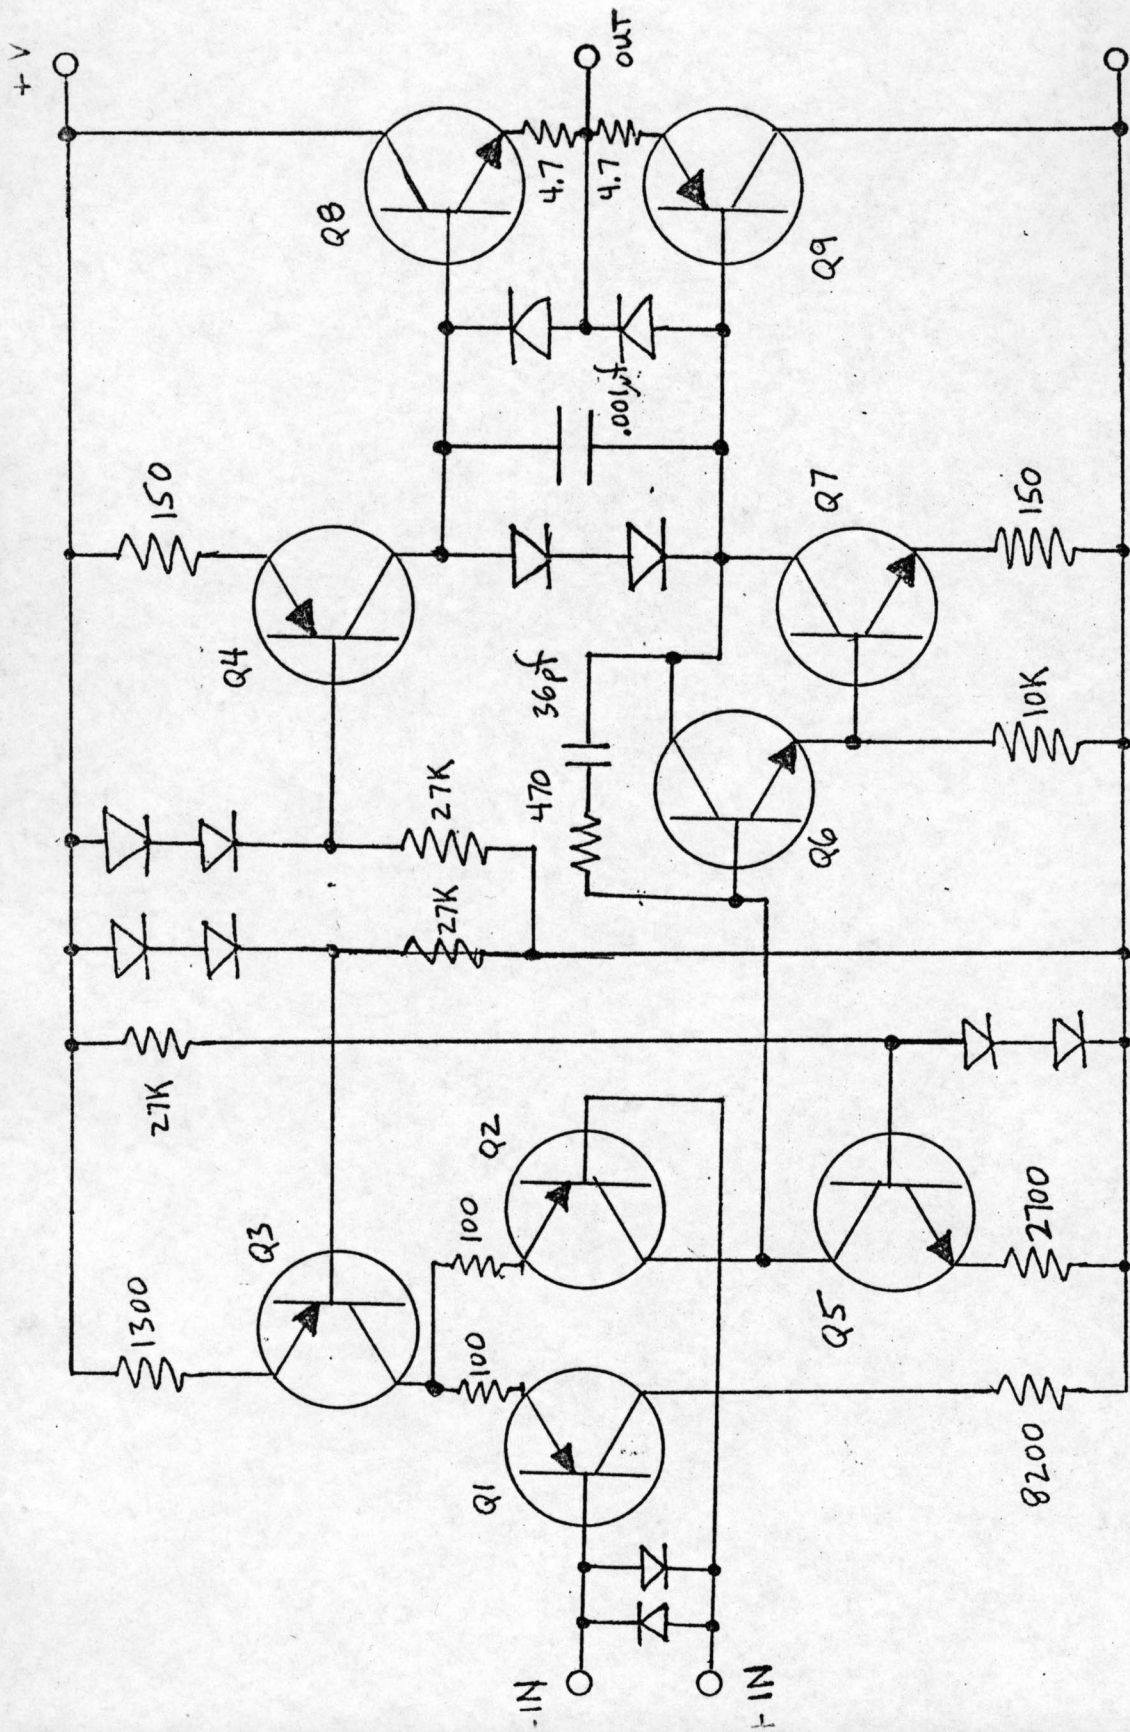 + V
OUT
Q8
4.7
4.7
Q9
150
Q4
.001μf
Q7
150
36pf
470
27K
27K
Q6
10K
27K
Q2
100
Q3
1300
100
Q5
2700
Q1
8200
-IN
+IN